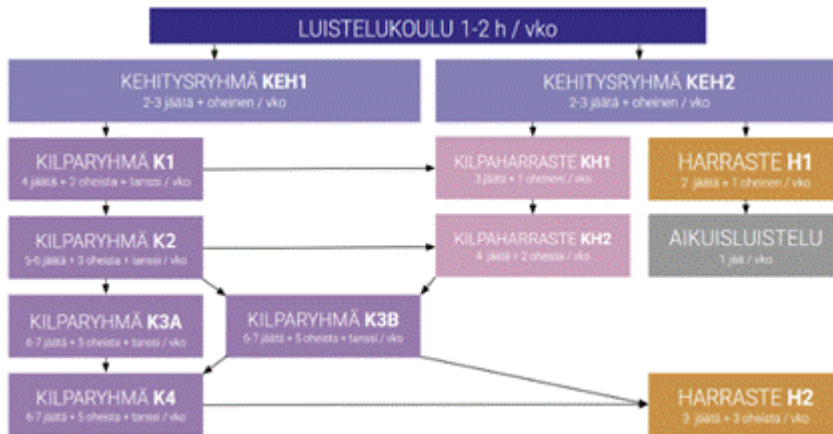 LUISTELUKOULU 1-2 h / vko
KEHITYSRYHMÄ KEH1
2-3 jäätä + oheinen / vko
KEHITYSRYHMÄ KEH2
2-3 jäätä + oheinen / vko
KILPARYHMÄ K1
4 jäätä + 2 oheista + tanssi / vko
KILPAHARRASTE KH1
3 jäätä + 1 oheinen / vko
HARRASTE H1
2 jäätä + 1 oheinen / vko
KILPARYHMÄ K2
5-6 jäätä + 3 oheista + tanssi / vko
KILPAHARRASTE KH2
4 jäätä + 2 oheista / vko
AIKUISLUISTELU
1 jää / vko
KILPARYHMÄ K3A
6-7 jäätä + 5 oheista + tanssi / vko
KILPARYHMÄ K3B
6-7 jäätä + 5 oheista + tanssi / vko
KILPARYHMÄ K4
6-7 jäätä + 5 oheista + tanssi / vko
HARRASTE H2
3 jäätä + 3 oheista / vko